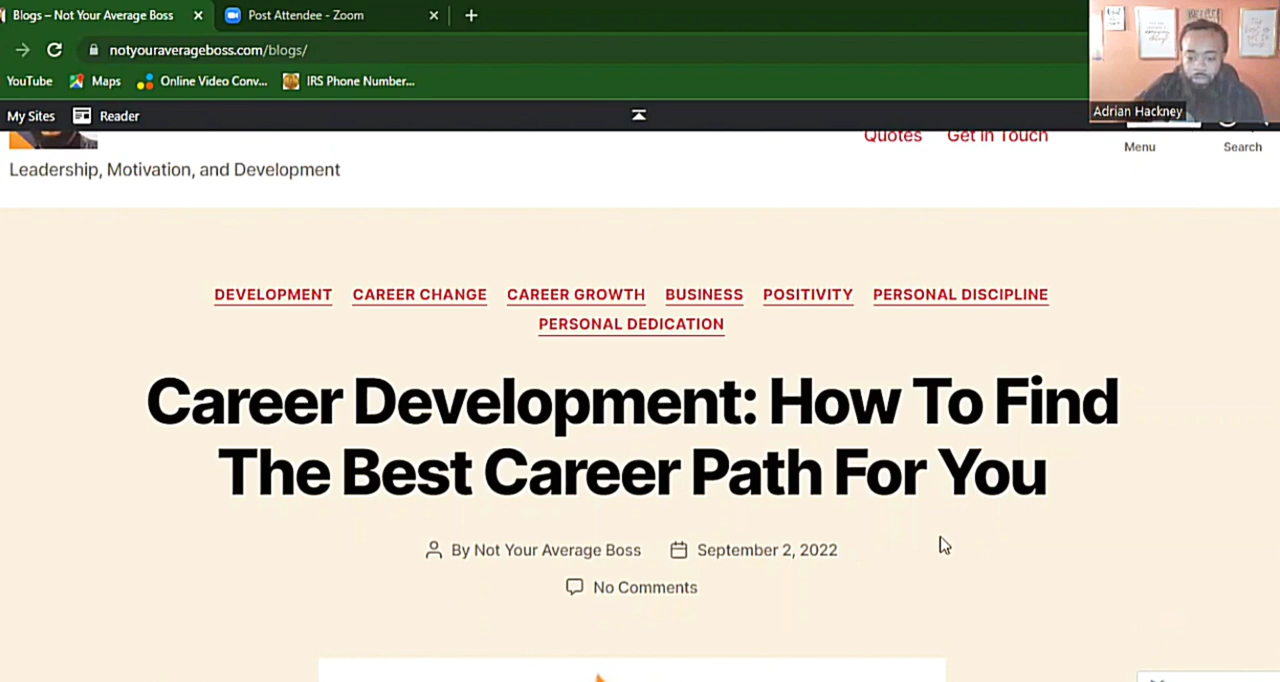 Blogs – Not Your Average Boss
Post Attendee - Zoom
notyouraverageboss.com/blogs/
YouTube
Maps
Online Video Conv...
IRS Phone Number...
My Sites
Reader
Adrian Hackney
Quotes
Get In Touch
Menu
Search
Leadership, Motivation, and Development
DEVELOPMENT CAREER CHANGE CAREER GROWTH BUSINESS POSITIVITY PERSONAL DISCIPLINE
PERSONAL DEDICATION
Career Development: How To Find
The Best Career Path For You
By Not Your Average Boss
September 2, 2022
No Comments